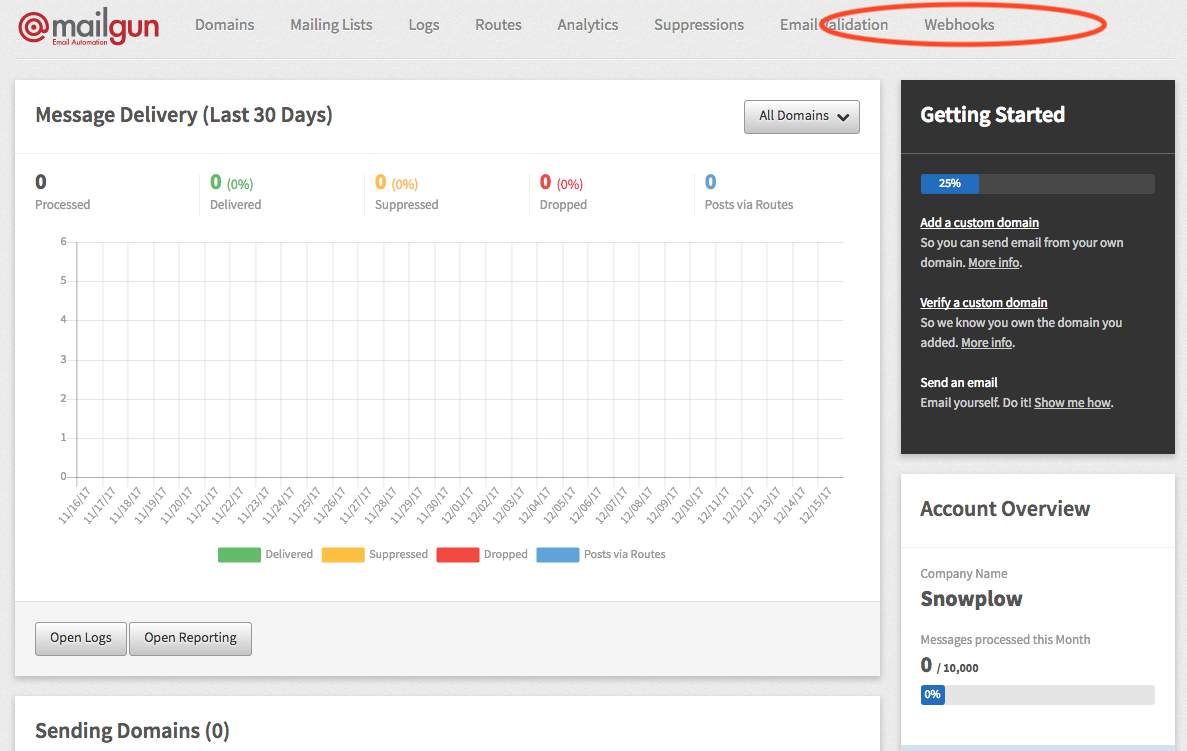 @mailgun
Email Automation
Domains Mailing Lists Logs Routes Analytics Suppressions Email Validation Webhooks
Message Delivery (Last 30 Days)
All Domains
0
Processed
0 (0%)
Delivered
0 (0%)
Suppressed
0 (0%)
Dropped
0
Posts via Routes
6
5
4
3
2
1
0
11/16/17 11/17/17 11/18/17 11/19/17 11/20/17 11/21/17 11/22/17 11/23/17 11/24/17 11/25/17 11/26/17 11/27/17 11/28/17 11/29/17 11/30/17 12/01/17 12/02/17 12/03/17 12/04/17 12/05/17 12/06/17 12/07/17 12/08/17 12/09/17 12/10/17 12/11/17 12/12/17 12/13/17 12/14/17 12/15/17
Delivered Suppressed Dropped Posts via Routes
Open Logs Open Reporting
Sending Domains (0)
Getting Started
25%
Add a custom domain
So you can send email from your own
domain. More info.
Verify a custom domain
So we know you own the domain you
added. More info.
Send an email
Email yourself. Do it! Show me how.
Account Overview
Company Name
Snowplow
Messages processed this Month
0 / 10,000
0%